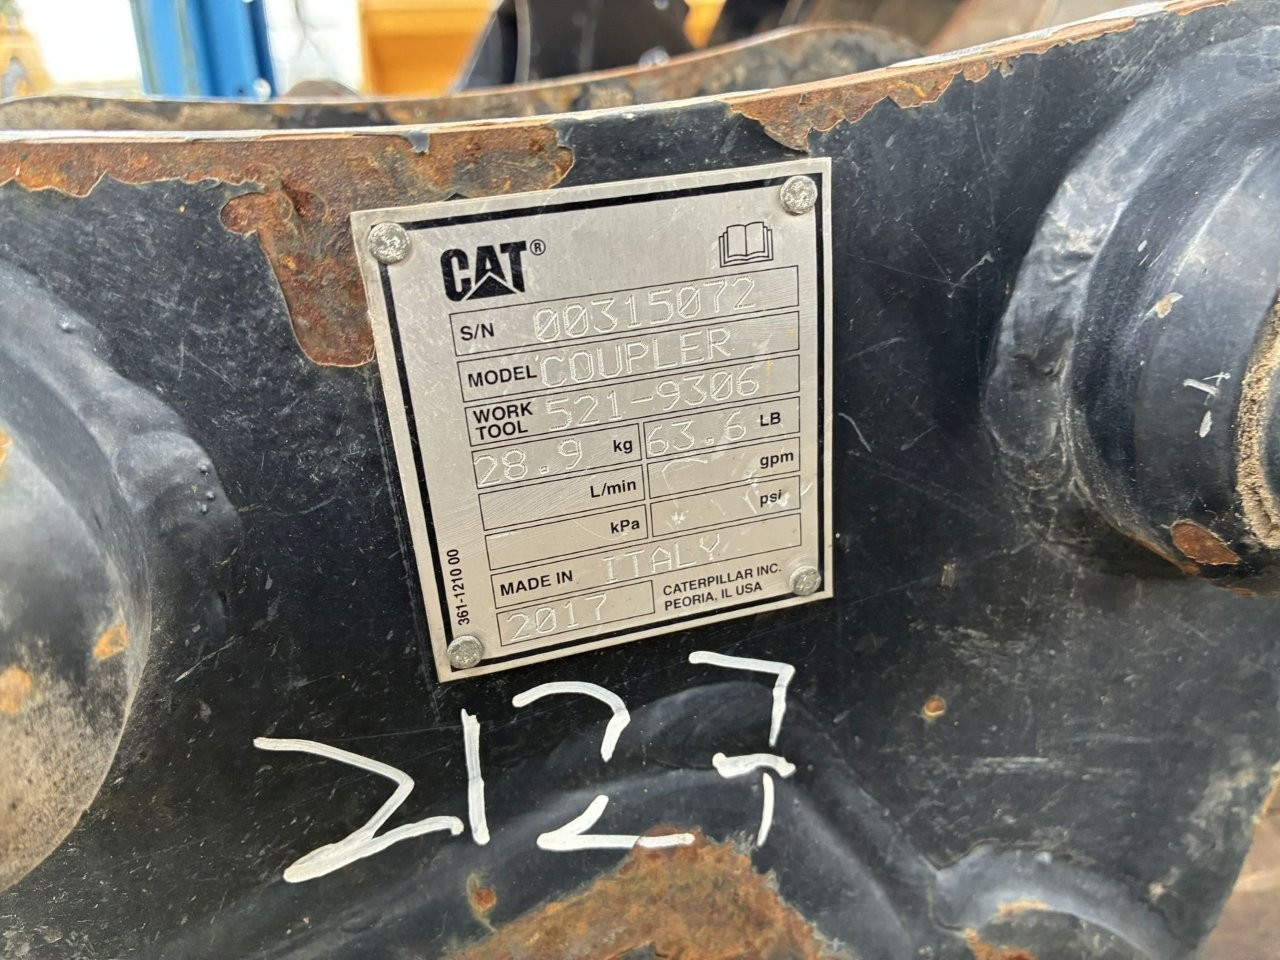 CAT®
S/N 00315072
MODEL COUPLER
WORK TOOL 521-9306
28.9 kg 63.6 LB
L/min gpm
kPa psi
MADE IN ITALY
2017 CATERPILLAR INC. PEORIA, IL USA
361-1210 00
2127